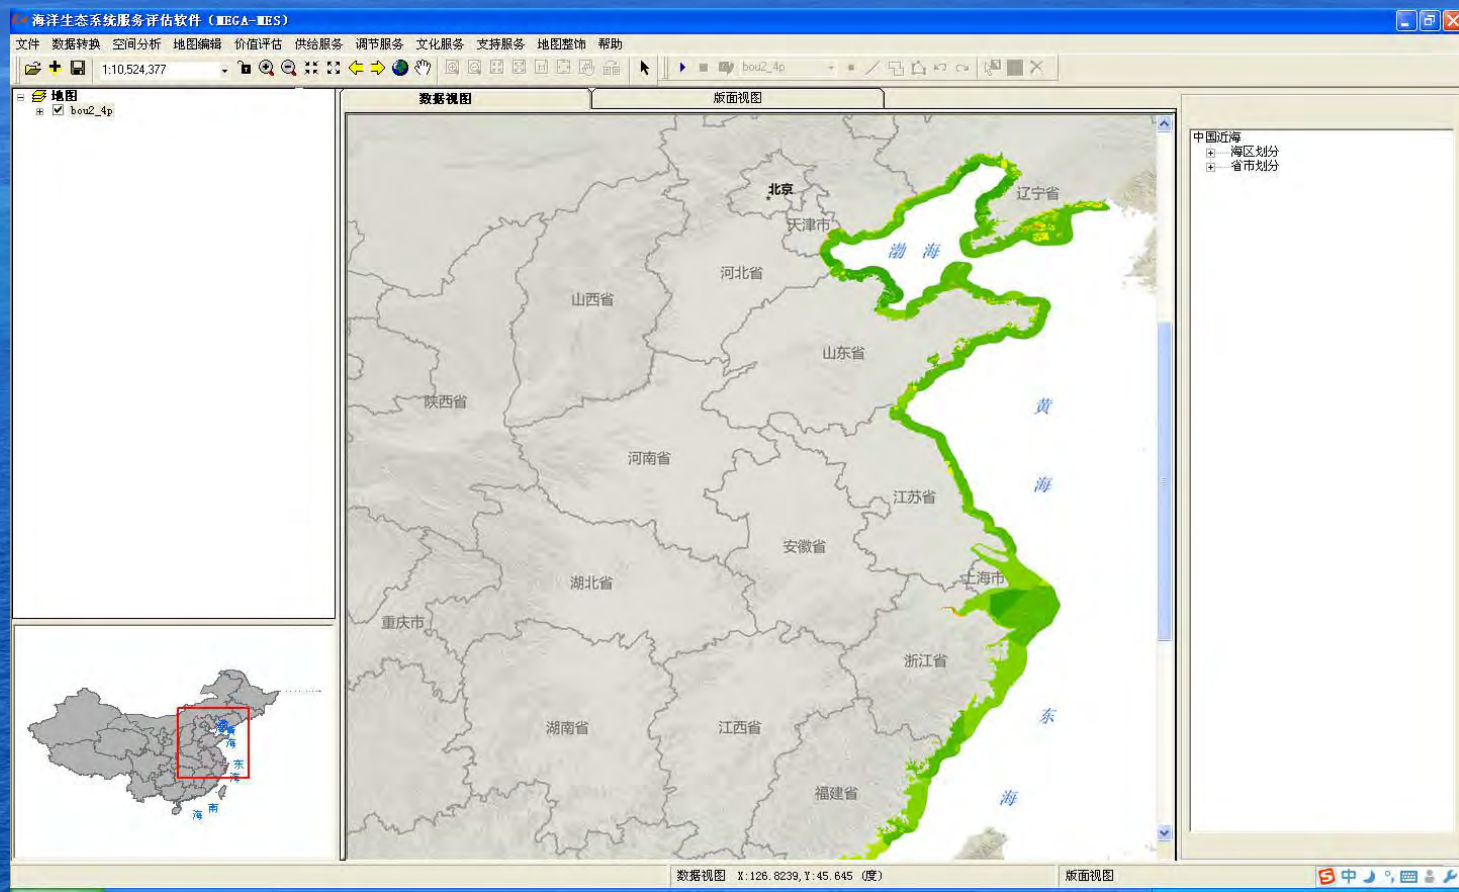 海洋生态系统服务评估软件（MEGA-MES）
文件 数据转换 空间分析 地图编辑 价值评估 供给服务 调节服务 文化服务 支持服务 地图整饰 帮助
1:10,524,377
bou2_4p
地图
bou2_4p
数据视图
版面视图
中国近海
海区划分
省市划分
北京
天津市
辽宁省
渤海
河北省
山西省
山东省
陕西省
黄
河南省
海
江苏省
安徽省
上海市
湖北省
重庆市
浙江省
湖南省
江西省
东
福建省
海
海
东
海
南
海
数据视图 X:126.8239,Y:45.645 (度)
版面视图
中